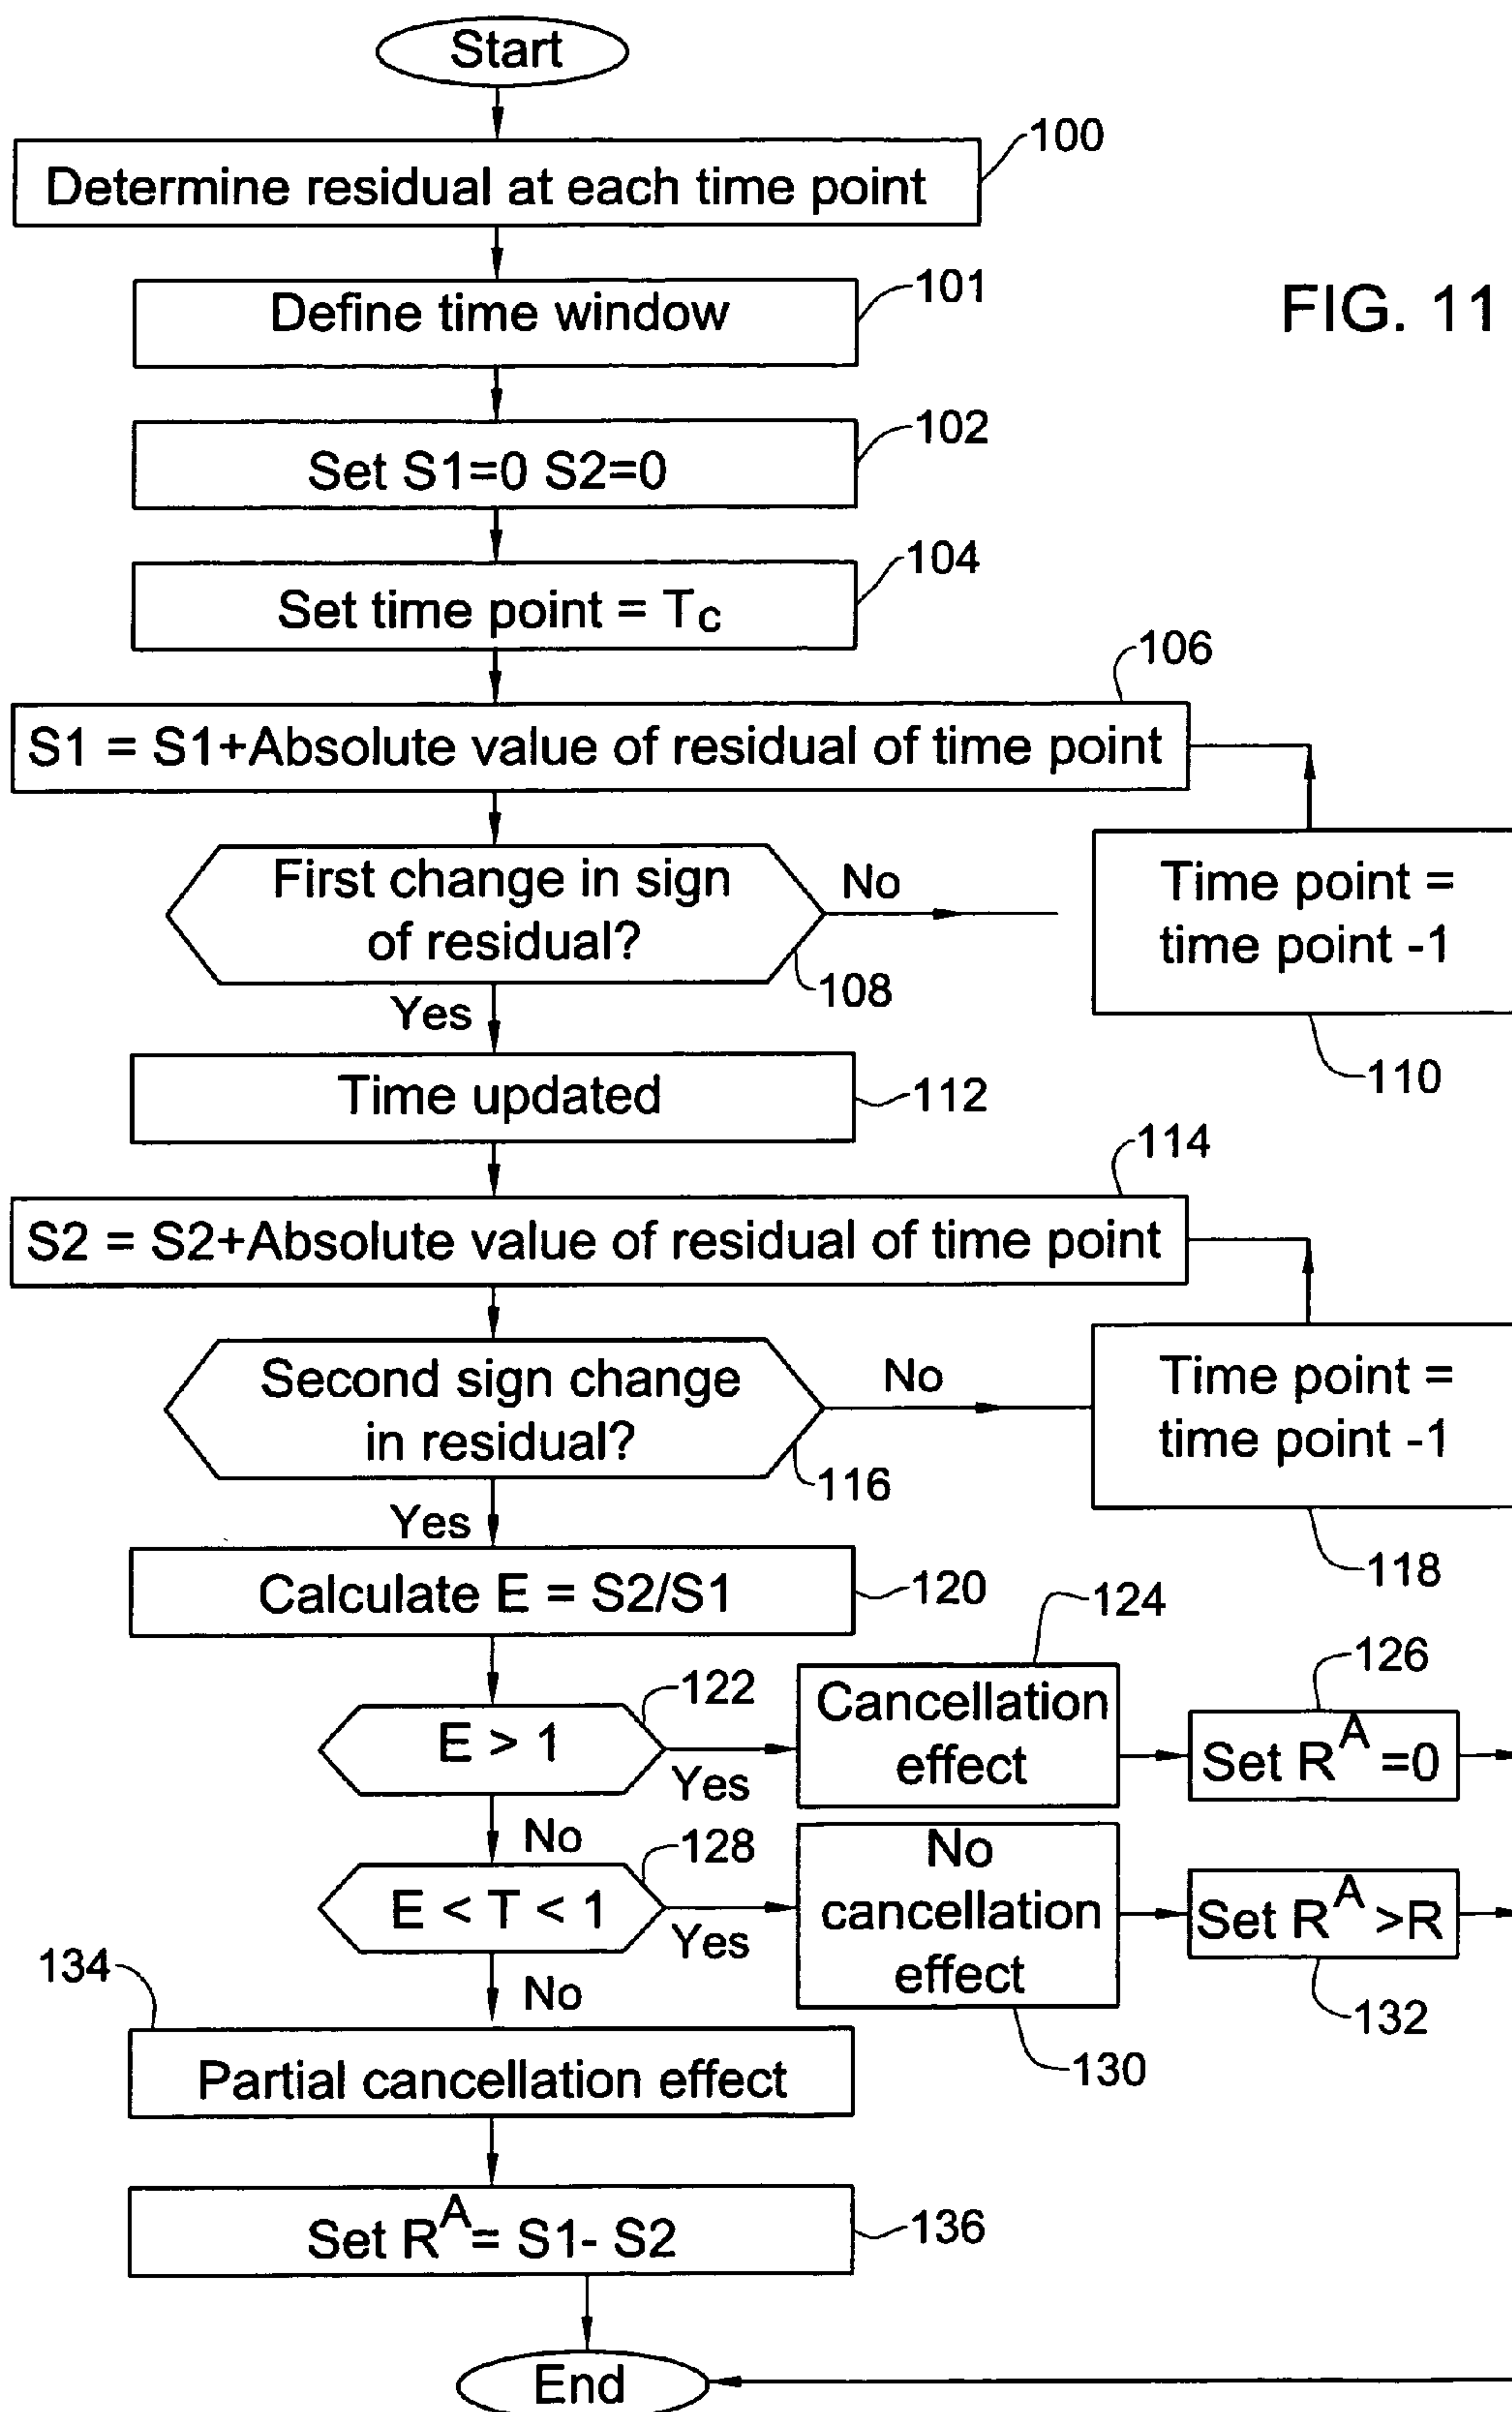 Start
100
Determine residual at each time point
101
Define time window
FIG. 11
102
Set S1=0 S2=0
104
Set time point = Tc
106
S1 = S1+Absolute value of residual of time point
First change in sign
of residual?
No
108
Time point =
time point -1
110
Yes
Time updated
112
114
S2 = S2+Absolute value of residual of time point
Second sign change
in residual?
No
116
Time point =
time point -1
118
Yes
Calculate E = S2/S1
120
122
E > 1
Yes
124
Cancellation
effect
126
Set R^A =0
No
128
E < T < 1
Yes
No
cancellation
effect
130
Set R^A >R
132
No
134
Partial cancellation effect
Set R^A= S1- S2
136
End